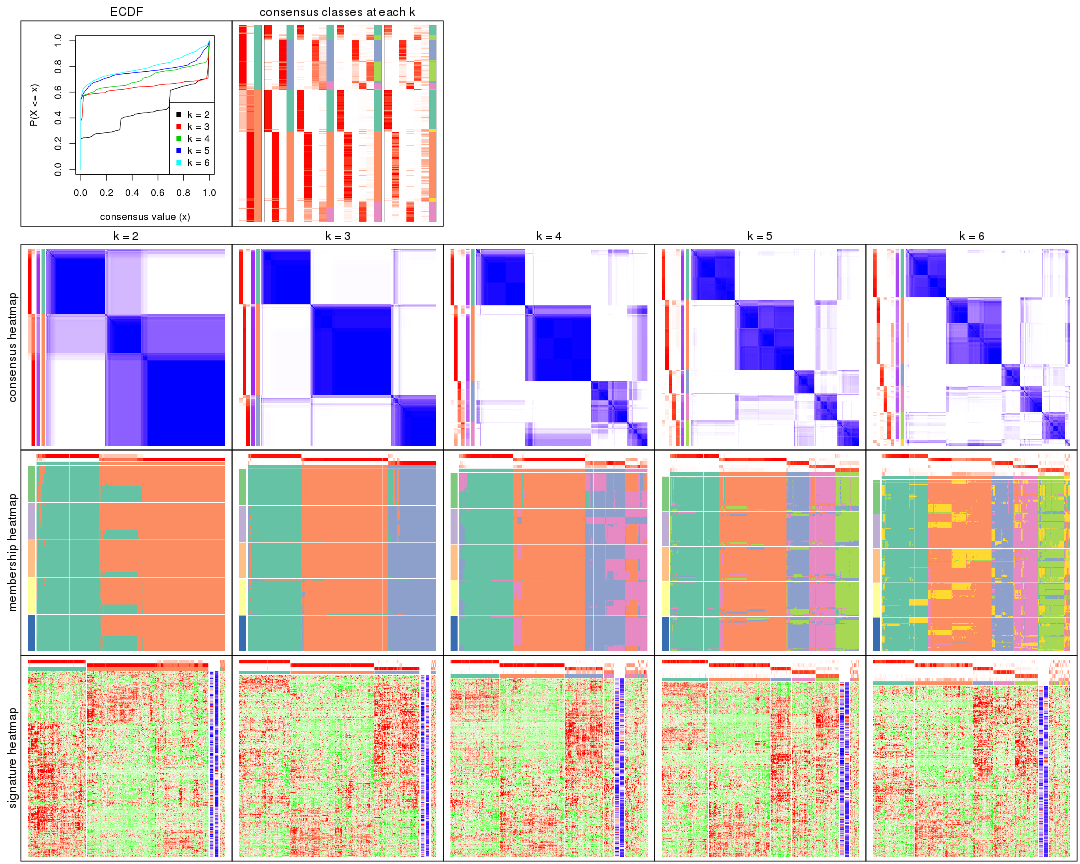 ECDF
consensus classes at each k
P(X <= x)
0.0 0.2 0.4 0.6 0.8 1.0
k = 2
k = 3
k = 4
k = 5
k = 6
0.0 0.2 0.4 0.6 0.8 1.0
consensus value (x)
k = 2
k = 3
k = 4
k = 5
k = 6
consensus heatmap
membership heatmap
signature heatmap